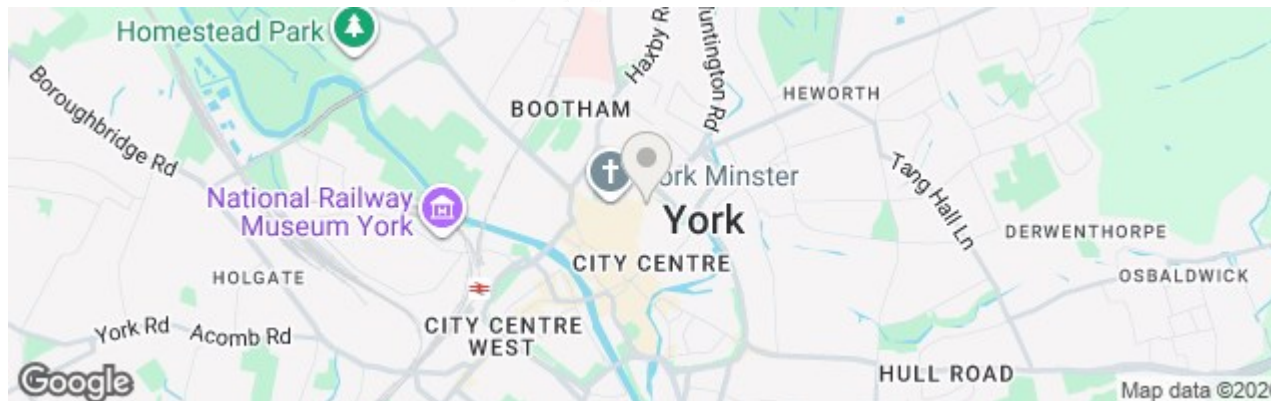 Homestead Park
Boroughbridge Rd
Haxby Rd
Huntington Rd
BOOTHAM
HEWORTH
Tang Hall Ln
York Minster
National Railway
Museum York
York
DERWENTHORPE
CITY CENTRE
OSBALDWICK
HOLGATE
York Rd
Acomb Rd
CITY CENTRE
WEST
HULL ROAD
Google
Map data ©202